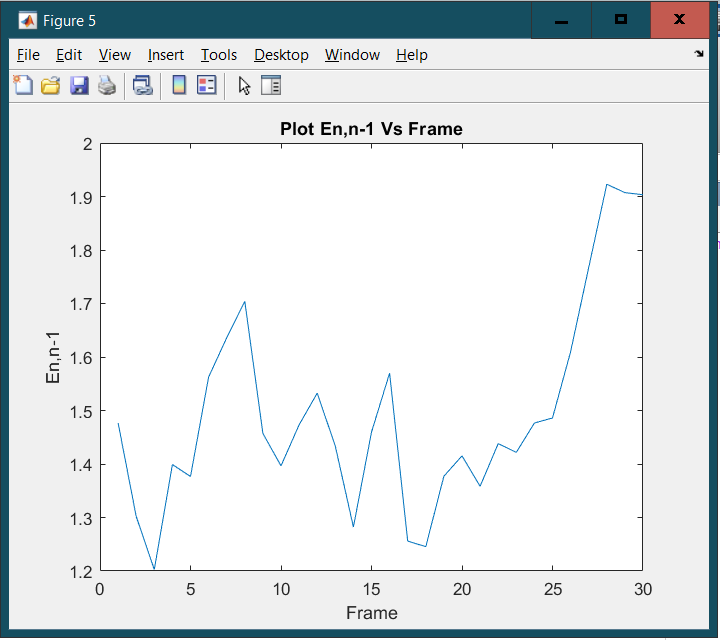 Figure 5
File Edit View Insert Tools Desktop Window Help
Plot En,n-1 Vs Frame
2
1.9
1.8
1.7
1.6
1.5
1.4
1.3
1.2
En,n-1
0 5 10 15 20 25 30
Frame